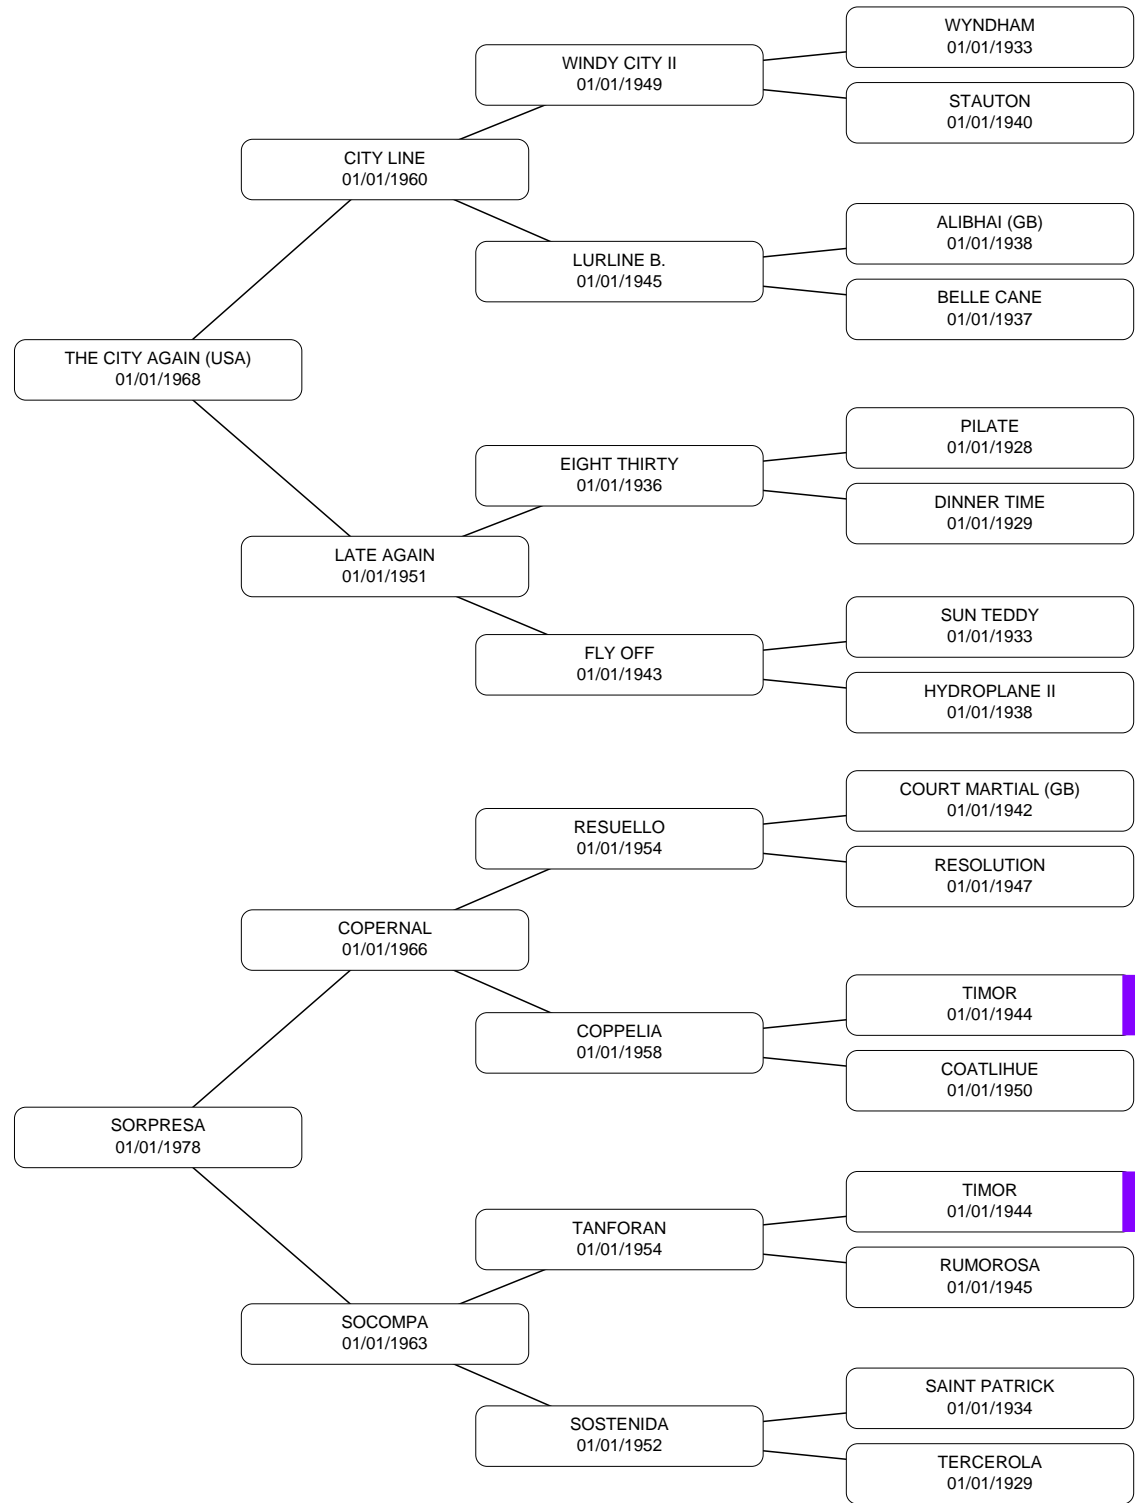 WYNDHAM
01/01/1933
WINDY CITY II
01/01/1949
STAUTON
01/01/1940
CITY LINE
01/01/1960
ALIBHAI (GB)
01/01/1938
LURLINE B.
01/01/1945
BELLE CANE
01/01/1937
THE CITY AGAIN (USA)
01/01/1968
PILATE
01/01/1928
EIGHT THIRTY
01/01/1936
DINNER TIME
01/01/1929
LATE AGAIN
01/01/1951
SUN TEDDY
01/01/1933
FLY OFF
01/01/1943
HYDROPLANE II
01/01/1938
COURT MARTIAL (GB)
01/01/1942
RESUELLO
01/01/1954
RESOLUTION
01/01/1947
COPERNAL
01/01/1966
TIMOR
01/01/1944
COPPELIA
01/01/1958
COATLIHUE
01/01/1950
SORPRESA
01/01/1978
TIMOR
01/01/1944
TANFORAN
01/01/1954
RUMOROSA
01/01/1945
SOCOMPA
01/01/1963
SAINT PATRICK
01/01/1934
SOSTENIDA
01/01/1952
TERCEROLA
01/01/1929